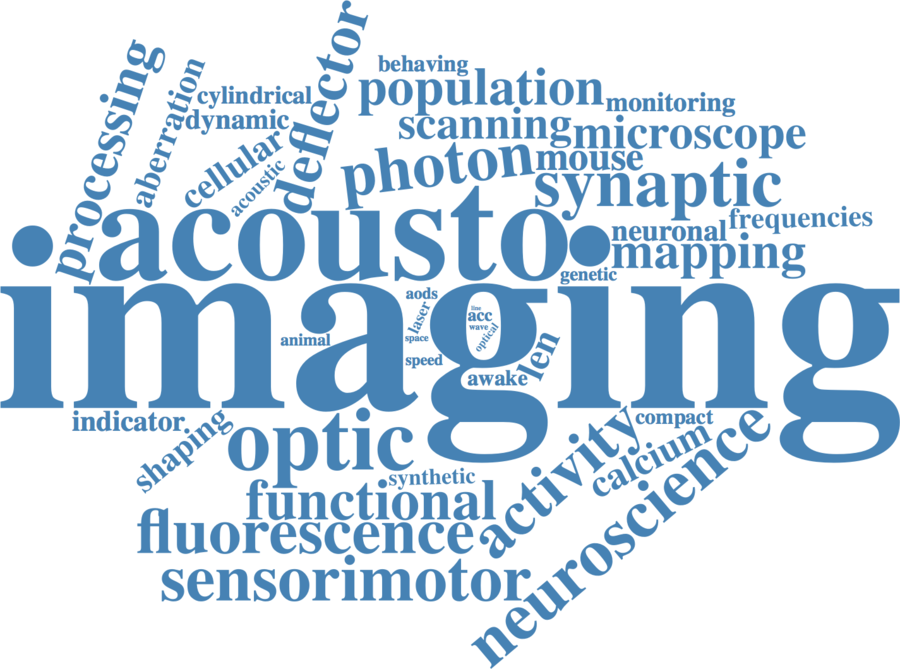 behaving
processing
deflector
aberration
cylindrical
population
monitoring
dynamic
scanning
microscope
cellular
acoustic
photon
mouse
synaptic
acousto
neuronal
frequencies
mapping
genetic
imaging
aods
laser
line
acc
wave
optical
animal
space
speed
len
awake
indicator
shaping
optic
compact
activity
calcium
neuroscience
synthetic
functional
fluorescence
sensorimotor